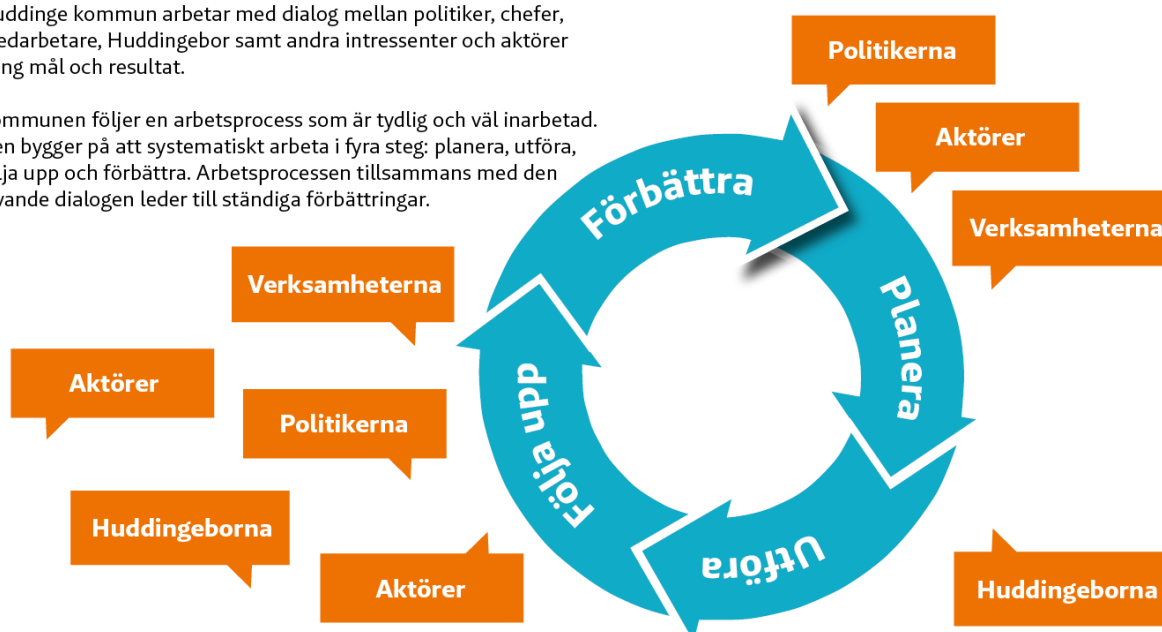 uddinge kommun arbetar med dialog mellan politiker, chefer,
edarbetare, Huddingebor samt andra intressenter och aktörer
ng mål och resultat.
ommunen följer en arbetsprocess som är tydlig och väl inarbetad.
en bygger på att systematiskt arbeta i fyra steg: planera, utföra,
lja upp och förbättra. Arbetsprocessen tillsammans med den
vande dialogen leder till ständiga förbättringar.
Politikerna
Aktörer
Verksamheterna
Förbättra
Planera
Utföra
Följa upp
Verksamheterna
Aktörer
Politikerna
Huddingeborna
Aktörer
Huddingeborna